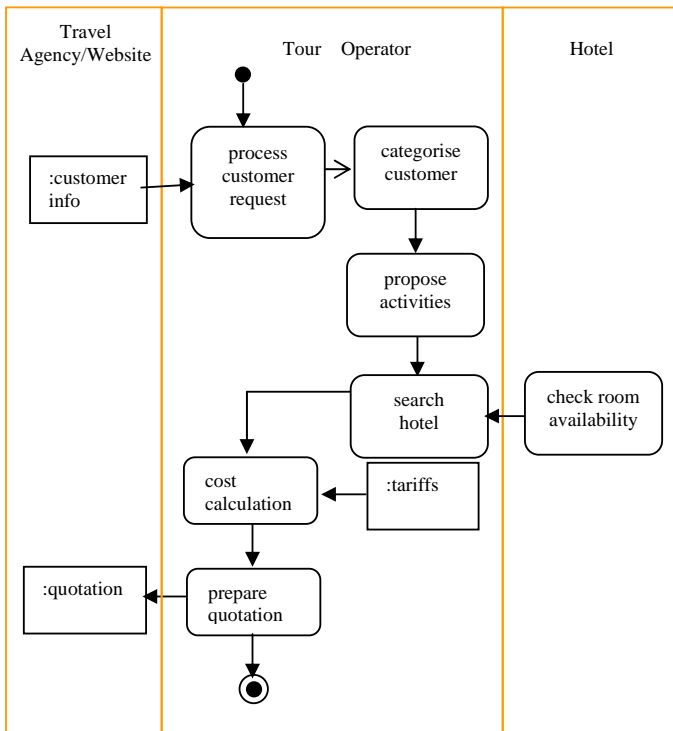 Travel
Agency/Website
Tour Operator
Hotel
process
customer
request
categorise
customer
:customer
info
propose
activities
search
hotel
check room
availability
cost
calculation
:tariffs
:quotation
prepare
quotation